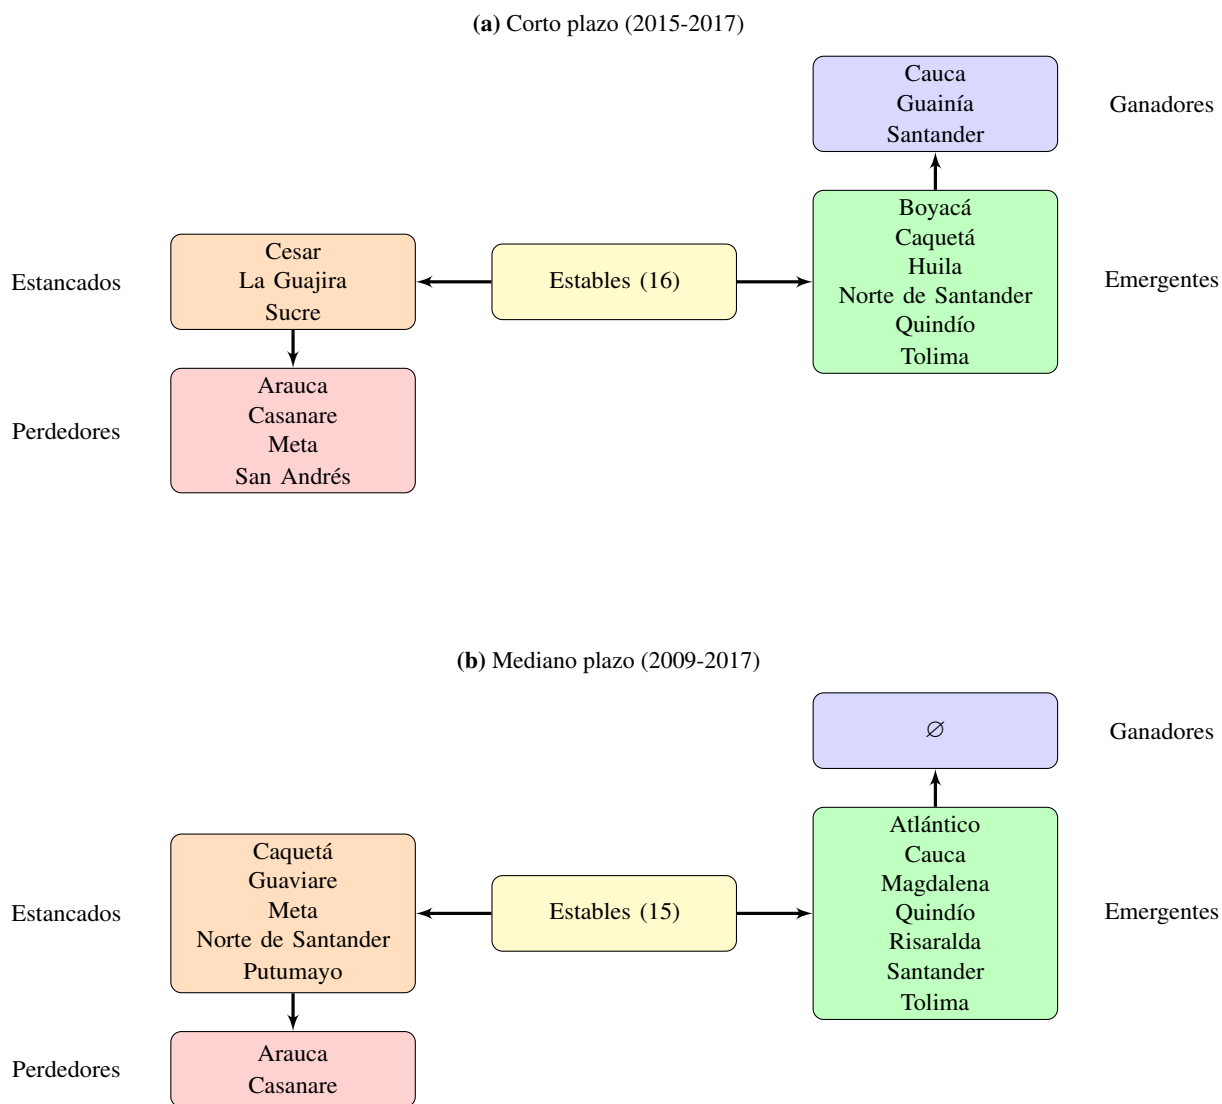 (a) Corto plazo (2015-2017)
Cauca
Guainía
Santander
Ganadores
Boyacá
Caquetá
Huila
Norte de Santander
Quindío
Tolima
Emergentes
Estables (16)
Estancados
Cesar
La Guajira
Sucre
Perdedores
Arauca
Casanare
Meta
San Andrés
(b) Mediano plazo (2009-2017)
∅
Ganadores
Atlántico
Cauca
Magdalena
Quindío
Risaralda
Santander
Tolima
Emergentes
Estables (15)
Estancados
Caquetá
Guaviare
Meta
Norte de Santander
Putumayo
Perdedores
Arauca
Casanare